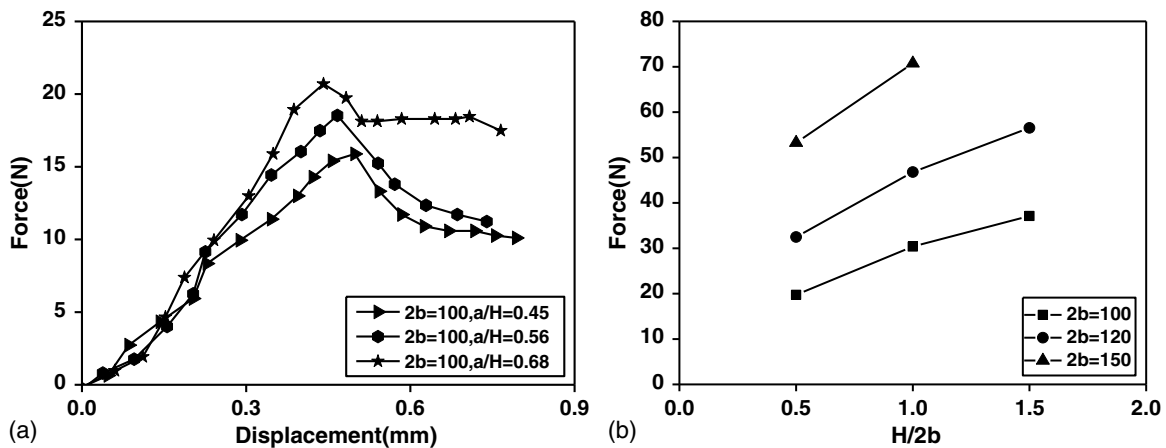 25
20
15
10
5
0
Force(N)
0.0
0.3
0.6
0.9
Displacement(mm)
2b=100,a/H=0.45
2b=100,a/H=0.56
2b=100,a/H=0.68
(a)
80
70
60
50
40
30
20
10
0
Force(N)
0.0
0.5
1.0
1.5
2.0
H/2b
2b=100
2b=120
2b=150
(b)